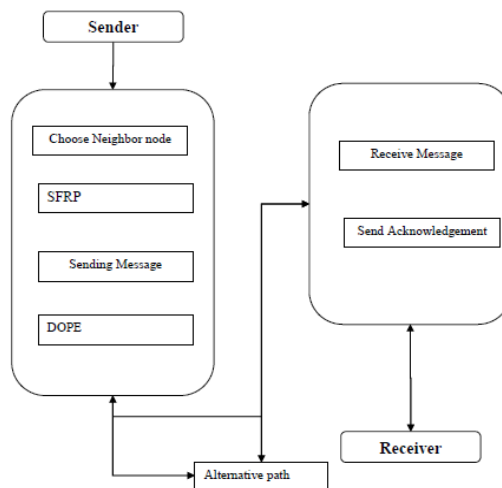 Sender
Choose Neighbor node
SFRP
Sending Message
DOPE
Receive Message
Send Acknowledgement
Receiver
Alternative path